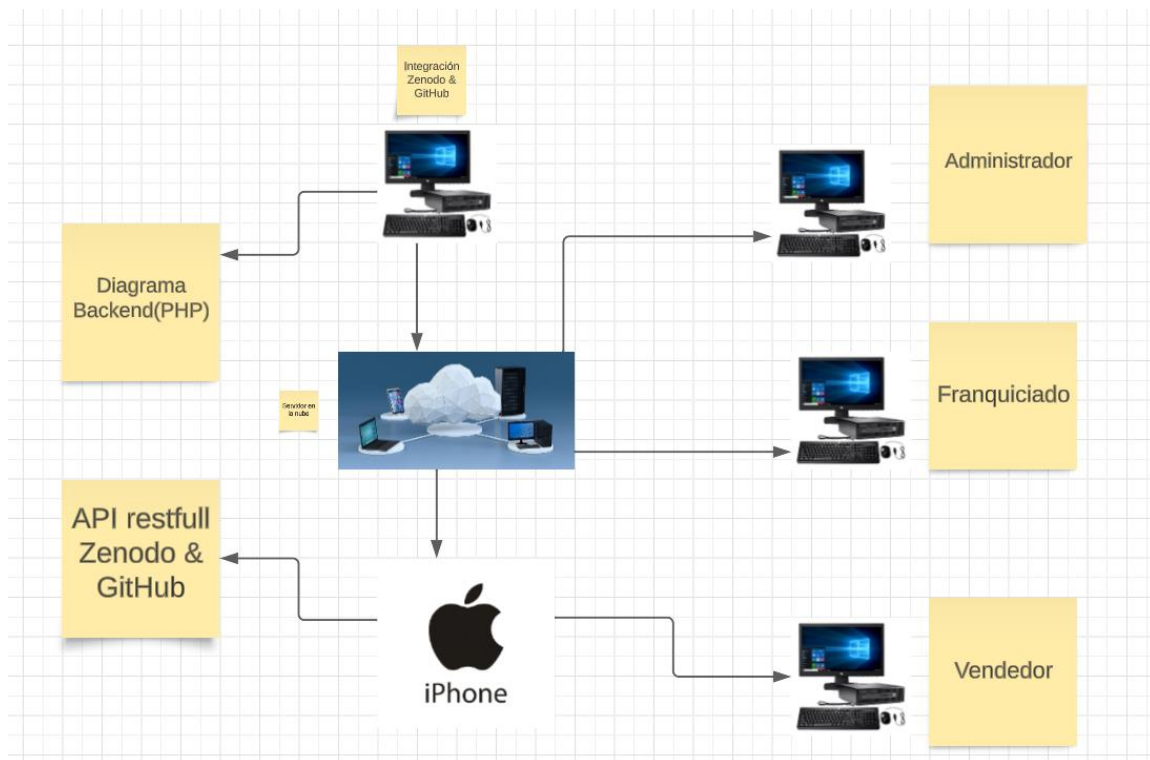 Integración
Zenodo &
GitHub
Administrador
Diagrama
Backend(PHP)
Servidor en
la nube
Franquiciado
API restfull
Zenodo &
GitHub
iPhone
Vendedor